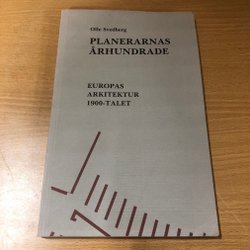 Olle Svedberg
PLANERARNAS
ÅRHUNDRADE
EUROPAS
ARKITEKTUR
1900-TALET